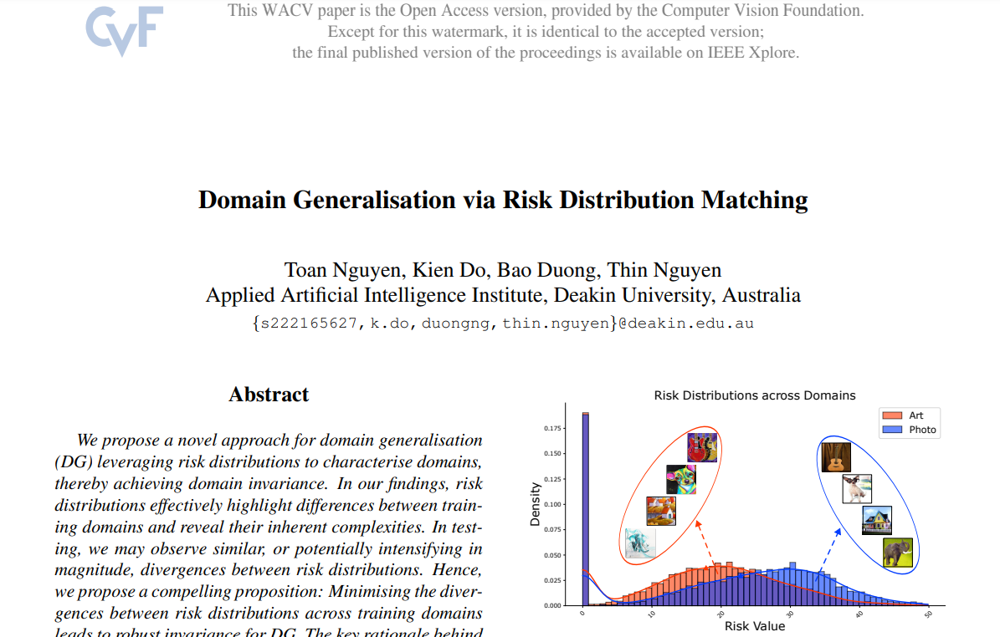 CVF
This WACV paper is the Open Access version, provided by the Computer Vision Foundation.
Except for this watermark, it is identical to the accepted version;
the final published version of the proceedings is available on IEEE Xplore.
Domain Generalisation via Risk Distribution Matching
Toan Nguyen, Kien Do, Bao Duong, Thin Nguyen
Applied Artificial Intelligence Institute, Deakin University, Australia
{s222165627, k.do, duongng, thin.nguyen}@deakin.edu.au
Abstract
We propose a novel approach for domain generalisation
(DG) leveraging risk distributions to characterise domains,
thereby achieving domain invariance. In our findings, risk
distributions effectively highlight differences between train-
ing domains and reveal their inherent complexities. In test-
ing, we may observe similar, or potentially intensifying in
magnitude, divergences between risk distributions. Hence,
we propose a compelling proposition: Minimising the diver-
gences between risk distributions across training domains
leads to robust invariance for DG. The key rationale behind
Risk Distributions across Domains
Art
Photo
Density
0.175
0.150
0.125
0.100
0.075
0.050
0.025
0.000
0
10
20
30
40
50
Risk Value